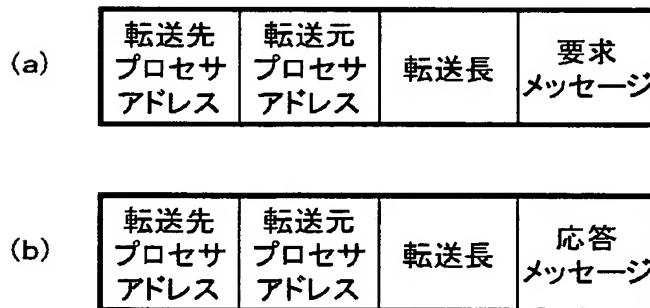 (a)
転送先
プロセサ
アドレス
転送元
プロセサ
アドレス
転送長
要求
メッセージ
(b)
転送先
プロセサ
アドレス
転送元
プロセサ
アドレス
転送長
応答
メッセージ